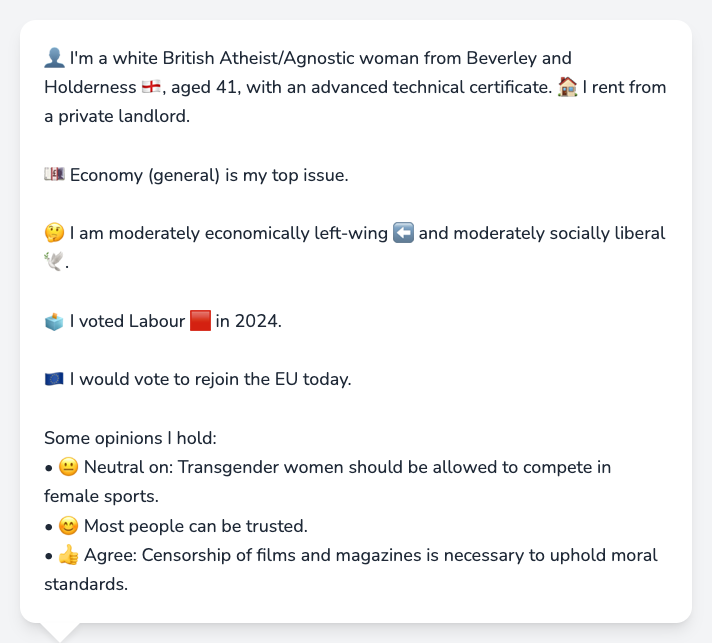 👤 I'm a white British Atheist/Agnostic woman from Beverley and
Holderness 🏴󠁧󠁢󠁥󠁮󠁧󠁿, aged 41, with an advanced technical certificate. 🏠 I rent from
a private landlord.
💷 Economy (general) is my top issue.
🤔 I am moderately economically left-wing ⬅️ and moderately socially liberal
🕊️.
🗳️ I voted Labour 🟥 in 2024.
🇪🇺 I would vote to rejoin the EU today.
Some opinions I hold:
• 😐 Neutral on: Transgender women should be allowed to compete in
female sports.
• 😊 Most people can be trusted.
• 👍 Agree: Censorship of films and magazines is necessary to uphold moral
standards.